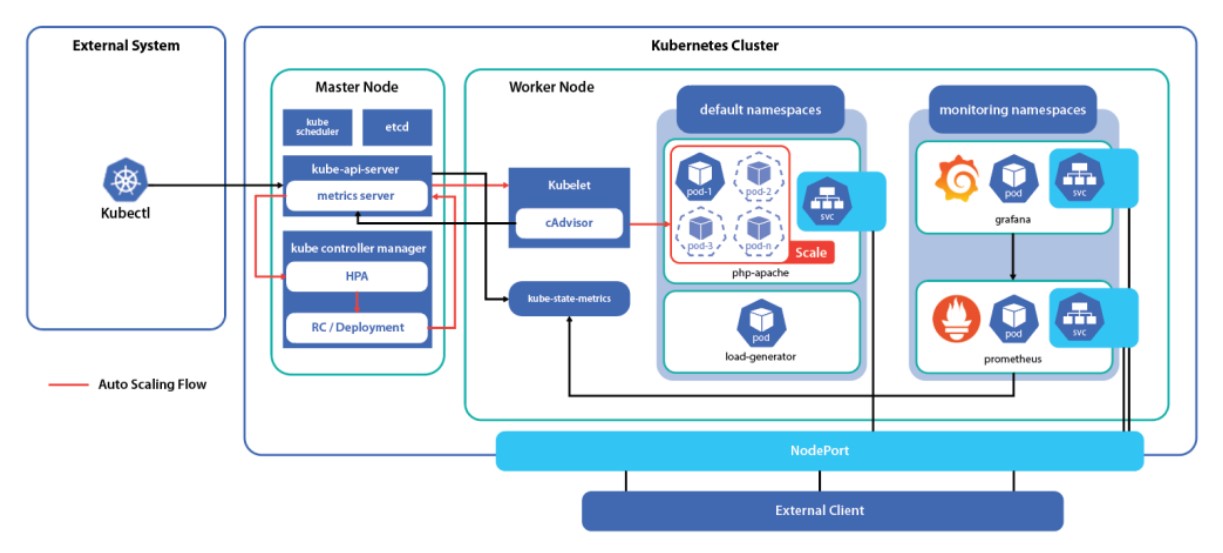 External System
Kubectl
Auto Scaling Flow
Kubernetes Cluster
Master Node
kube
scheduler
etcd
kube-api-server
metrics server
kube controller manager
HPA
RC / Deployment
Worker Node
Kubelet
cAdvisor
kube-state-metrics
default namespaces
pod-1
pod-2
pod-3
pod-n
Scale
svc
php-apache
pod
load-generator
monitoring namespaces
pod
svc
grafana
pod
svc
prometheus
NodePort
External Client